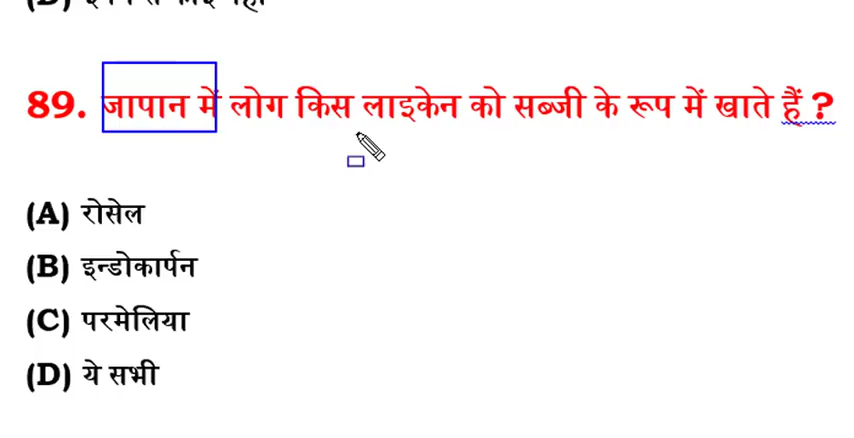 89. जापान में लोग किस लाइकेन को सब्जी के रूप में खाते हैं ?
(A) रोसेल
(B) इन्डोकार्पन
(C) परमेलिया
(D) ये सभी